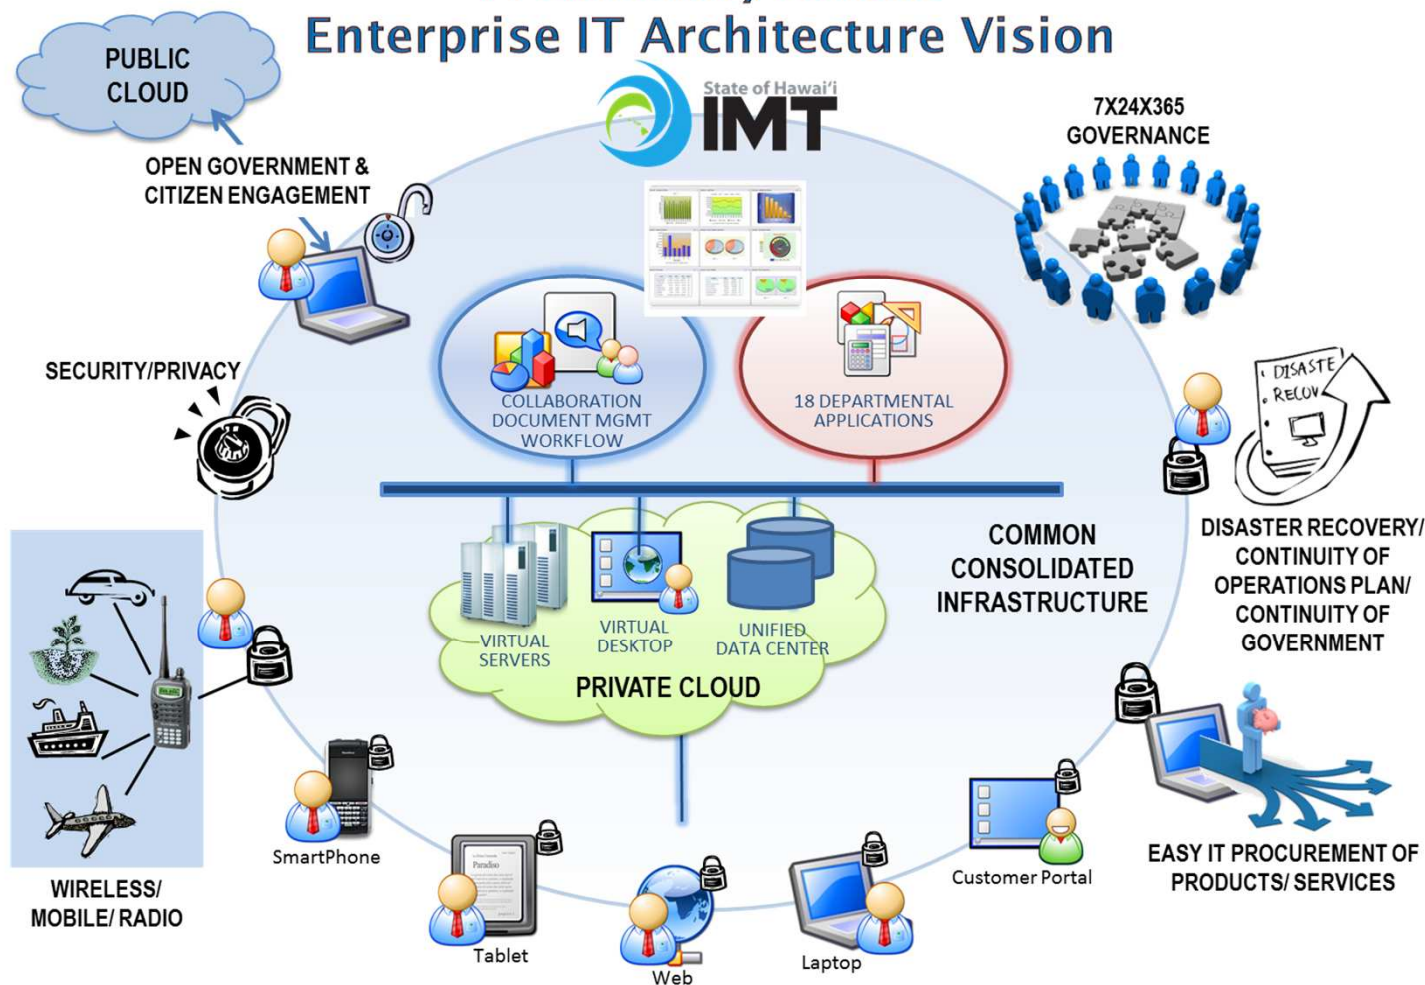 Enterprise IT Architecture Vision
PUBLIC
CLOUD
State of Hawai‘i
IMT
7X24X365
GOVERNANCE
OPEN GOVERNMENT &
CITIZEN ENGAGEMENT
SECURITY/PRIVACY
COLLABORATION
DOCUMENT MGMT
WORKFLOW
18 DEPARTMENTAL
APPLICATIONS
DISASTE
RECOV
DISASTER RECOVERY/
CONTINUITY OF
OPERATIONS PLAN/
CONTINUITY OF
GOVERNMENT
COMMON
CONSOLIDATED
INFRASTRUCTURE
VIRTUAL
SERVERS
VIRTUAL
DESKTOP
UNIFIED
DATA CENTER
PRIVATE CLOUD
WIRELESS/
MOBILE/ RADIO
SmartPhone
Paradiso
Tablet
Web
Laptop
Customer Portal
EASY IT PROCUREMENT OF
PRODUCTS/ SERVICES